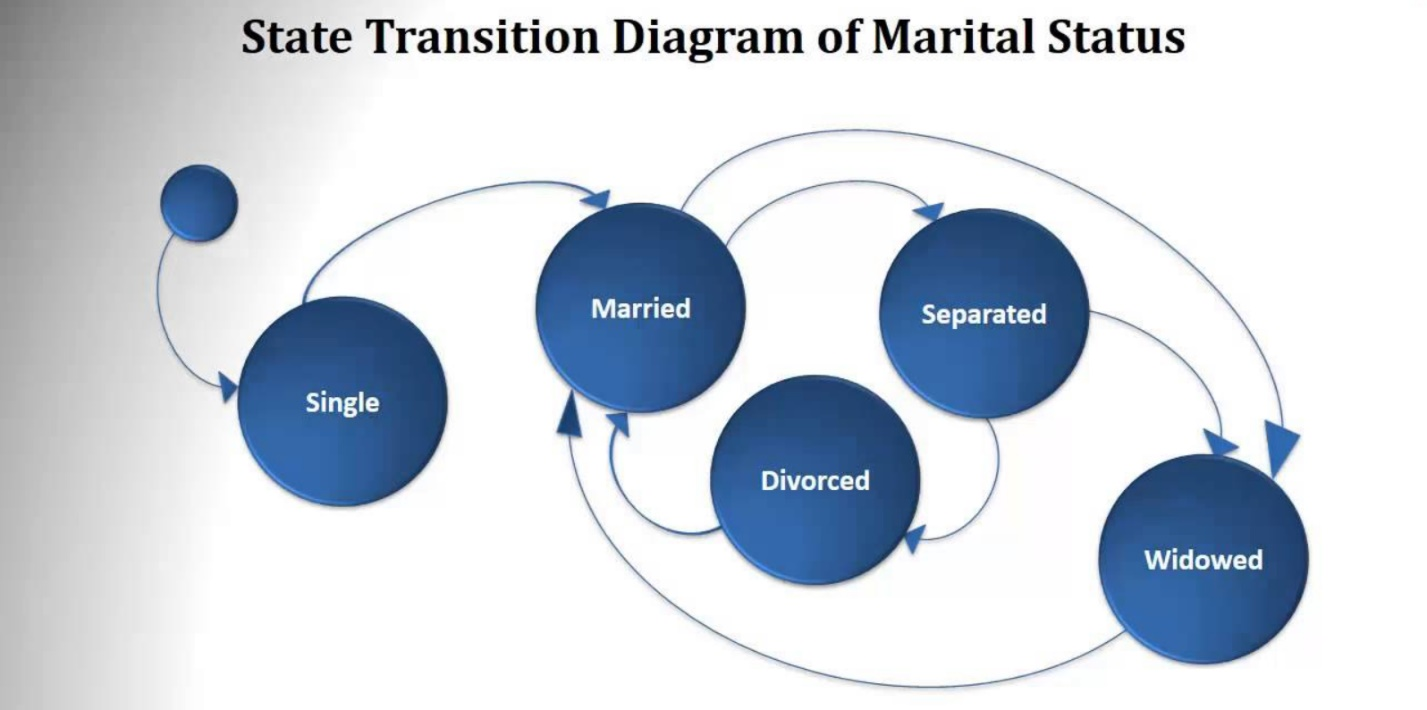 State Transition Diagram of Marital Status
Married
Separated
Single
Divorced
Widowed